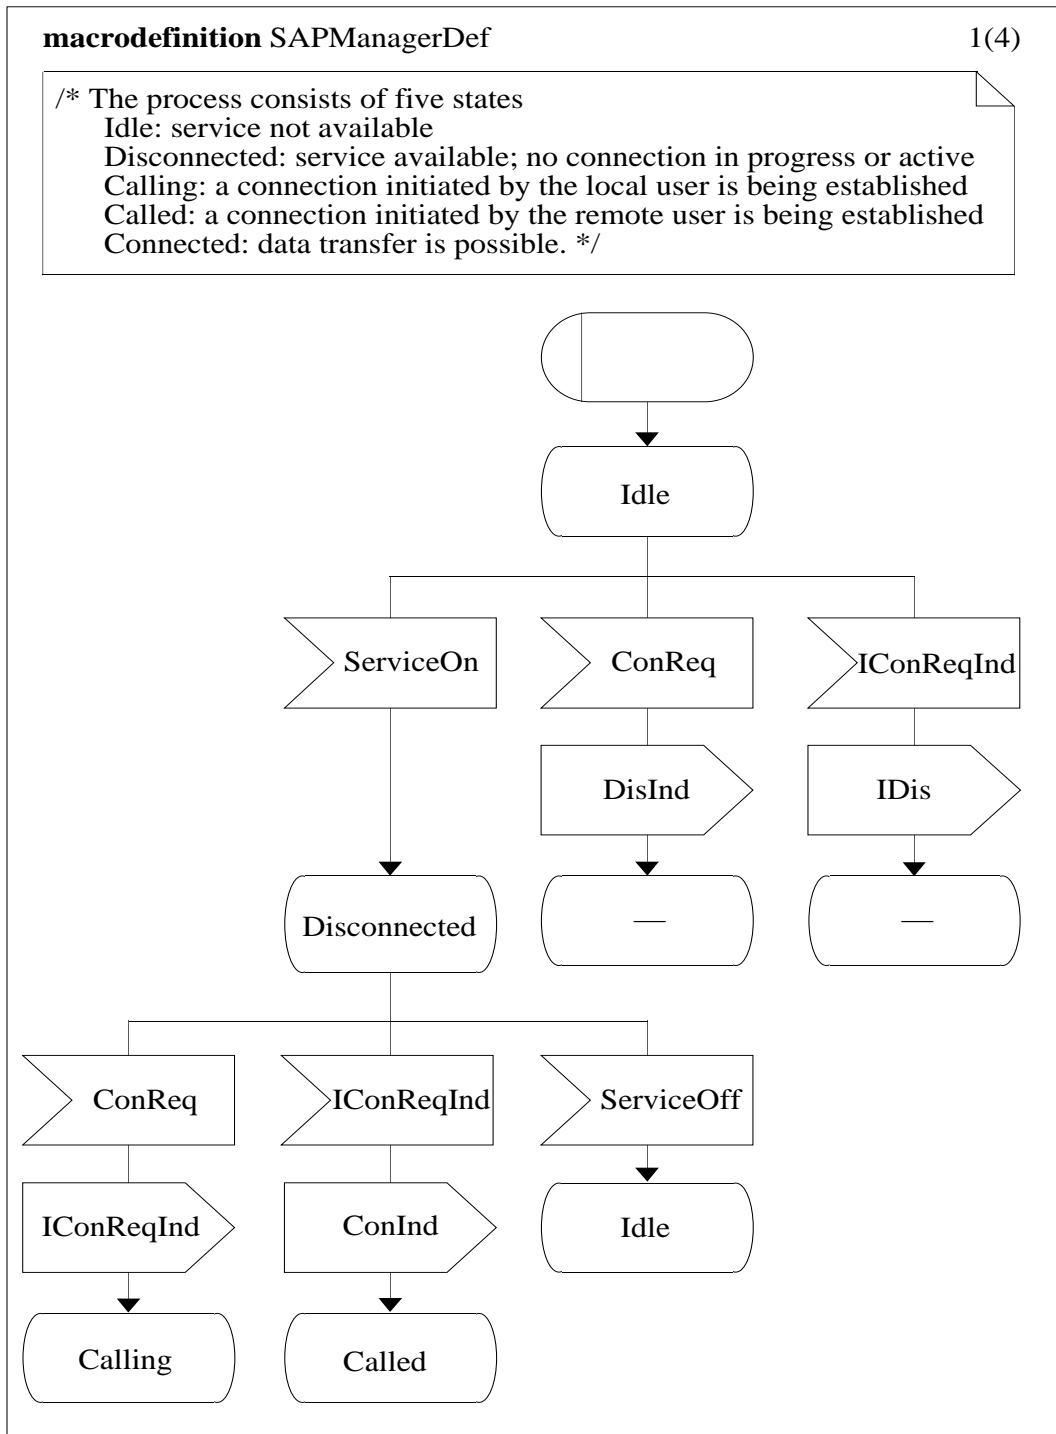 macrodefinition SAPManagerDef 1(4)
/* The process consists of five states
Idle: service not available
Disconnected: service available; no connection in progress or active
Calling: a connection initiated by the local user is being established
Called: a connection initiated by the remote user is being established
Connected: data transfer is possible. */
Idle
ServiceOn ConReq IConReqInd
DisInd IDis
Disconnected — —
ConReq IConReqInd ServiceOff
IConReqInd ConInd Idle
Calling Called